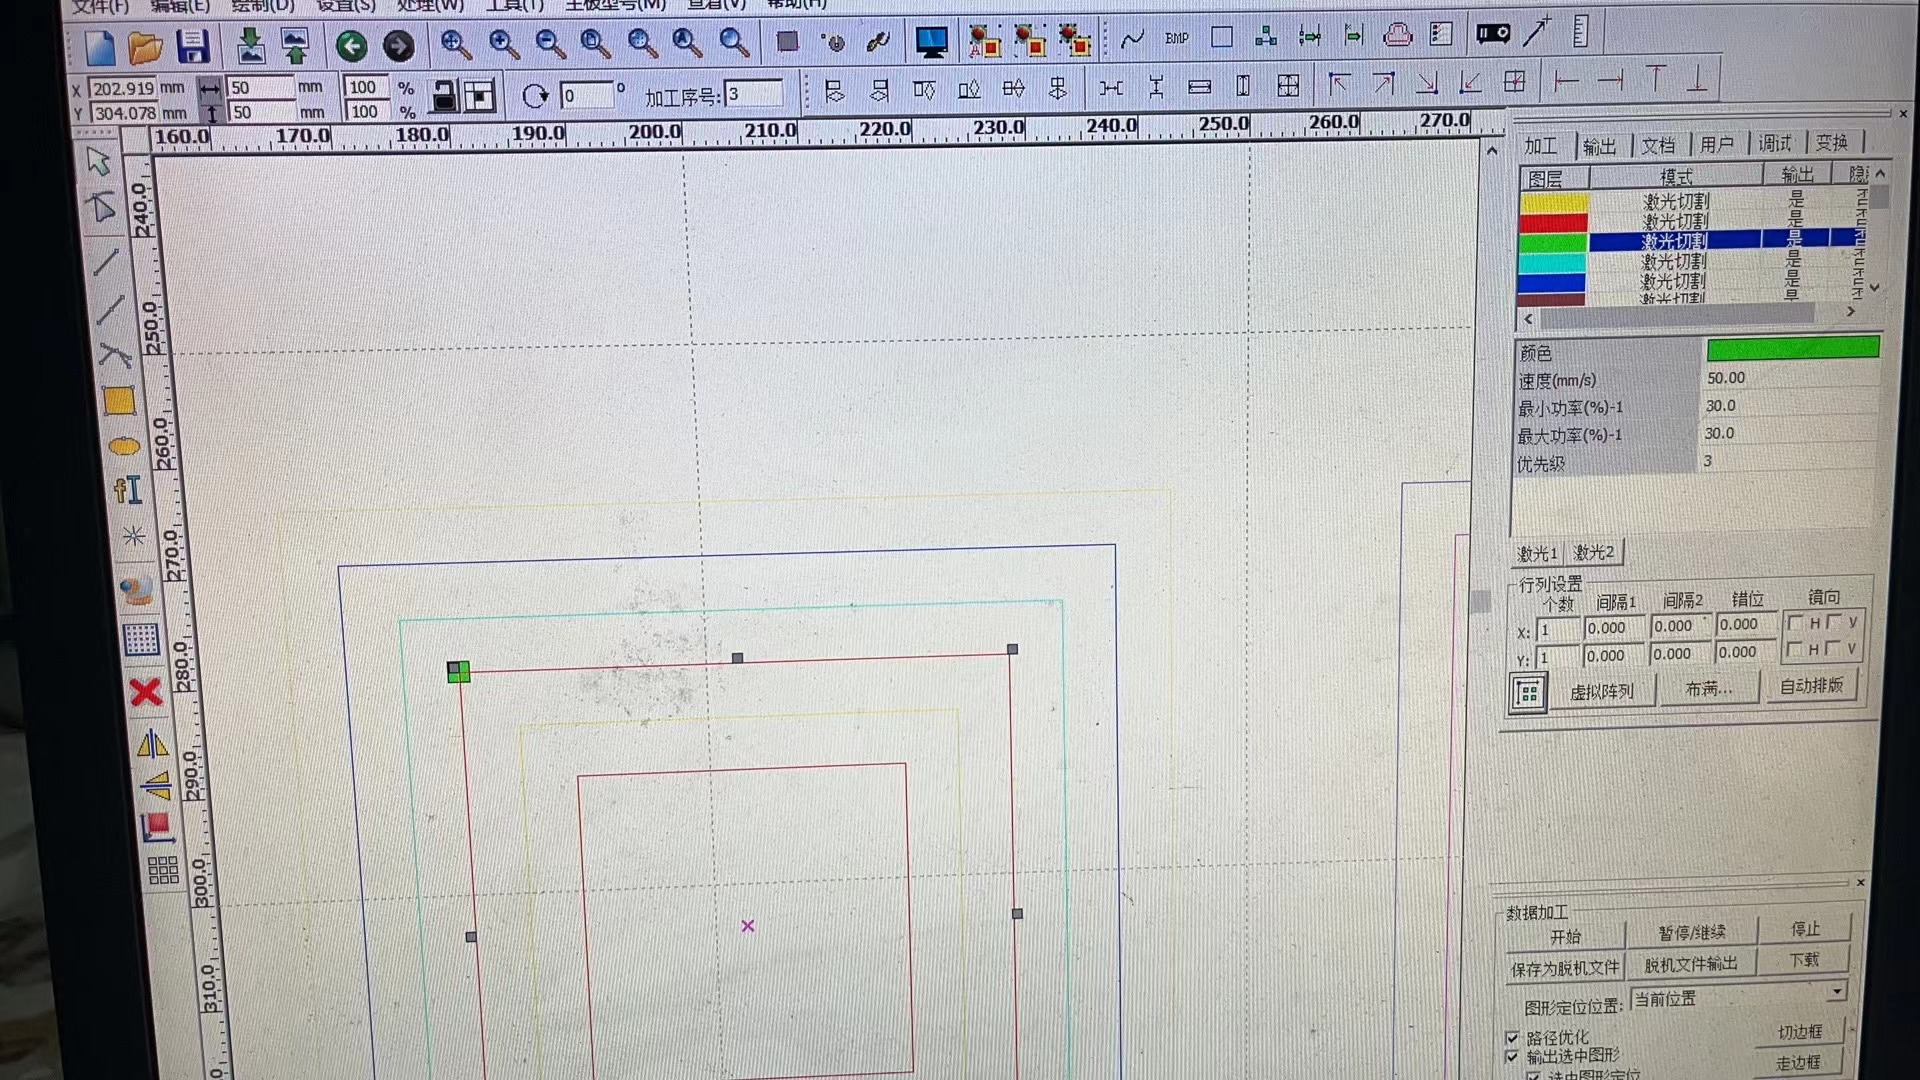 文件(F) 编辑(E) 绘制(D) 设置(S) 处理(W) 工具(T) 主板型号(M) 查看(V) 帮助(H)
BMP
X 202.919 mm 50 mm 100 %
Y 304.078 mm 50 mm 100 %
0 ° 加工序号: 3
160.0 170.0 180.0 190.0 200.0 210.0 220.0 230.0 240.0 250.0 260.0 270.0
240.0
250.0
260.0
270.0
280.0
290.0
300.0
310.0
加工 输出 文档 用户 调试 变换
图层 模式 输出
激光切割 是
激光切割 是
激光切割 是
激光切割 是
激光切割 是
激光切割 是
颜色
速度(mm/s) 50.00
最小功率(%)-1 30.0
最大功率(%)-1 30.0
优先级 3
激光1 激光2
行列设置
个数 间隔1 间隔2 错位 镜向
X: 1 0.000 0.000 0.000 H V
Y: 1 0.000 0.000 0.000 H V
虚拟阵列 布满... 自动排版
数据加工
开始 暂停/继续 停止
保存为脱机文件 脱机文件输出 下载
图形定位位置: 当前位置
路径优化 切边框
输出选中图形 走边框
选中图形定位